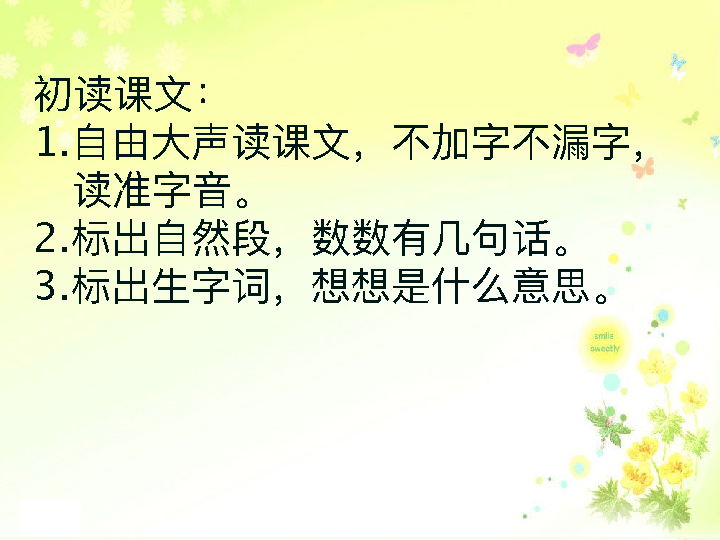 初读课文：
1.自由大声读课文，不加字不漏字，
读准字音。
2.标出自然段，数数有几句话。
3.标出生字词，想想是什么意思。
smile
sweetly